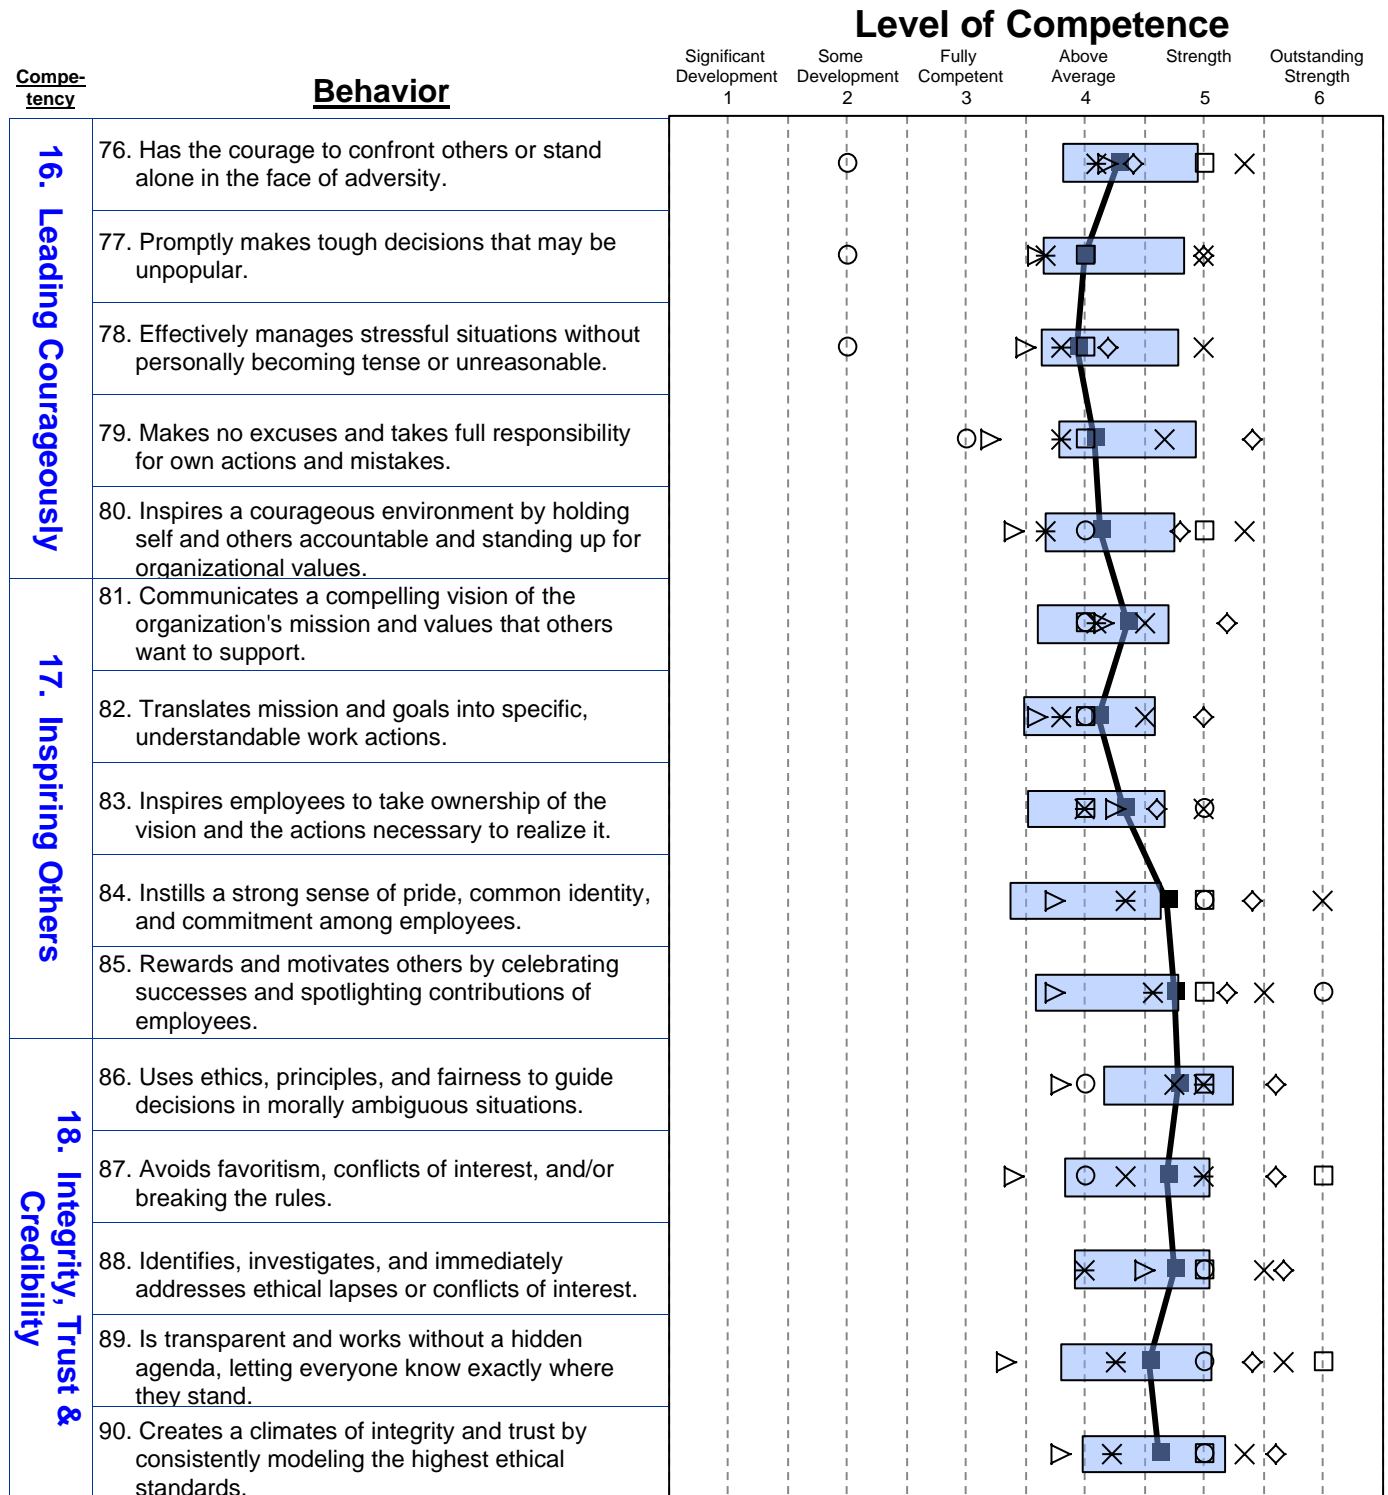 Level of Competence
Significant Development 1
Some Development 2
Fully Competent 3
Above Average 4
Strength 5
Outstanding Strength 6
Compe-
tency
Behavior
16. Leading Courageously
76. Has the courage to confront others or stand
alone in the face of adversity.
77. Promptly makes tough decisions that may be
unpopular.
78. Effectively manages stressful situations without
personally becoming tense or unreasonable.
79. Makes no excuses and takes full responsibility
for own actions and mistakes.
80. Inspires a courageous environment by holding
self and others accountable and standing up for
organizational values.
17. Inspiring Others
81. Communicates a compelling vision of the
organization's mission and values that others
want to support.
82. Translates mission and goals into specific,
understandable work actions.
83. Inspires employees to take ownership of the
vision and the actions necessary to realize it.
84. Instills a strong sense of pride, common identity,
and commitment among employees.
85. Rewards and motivates others by celebrating
successes and spotlighting contributions of
employees.
18. Integrity, Trust &
Credibility
86. Uses ethics, principles, and fairness to guide
decisions in morally ambiguous situations.
87. Avoids favoritism, conflicts of interest, and/or
breaking the rules.
88. Identifies, investigates, and immediately
addresses ethical lapses or conflicts of interest.
89. Is transparent and works without a hidden
agenda, letting everyone know exactly where
they stand.
90. Creates a climates of integrity and trust by
consistently modeling the highest ethical
standards.